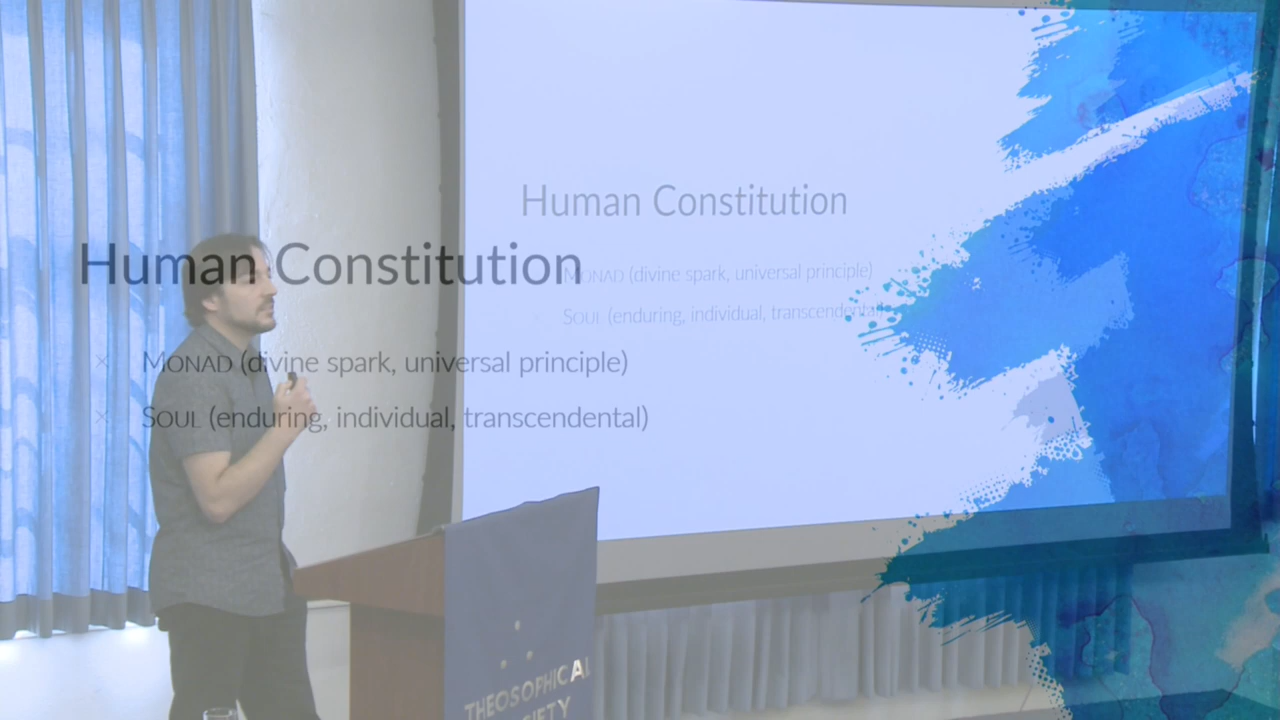 Human Constitution
MONAD (divine spark, universal principle)
SOUL (enduring, individual, transcendental)
Human Constitution
MONAD (divine spark, universal principle)
SOUL (enduring, individual, transcendental)
THEOSOPHICAL